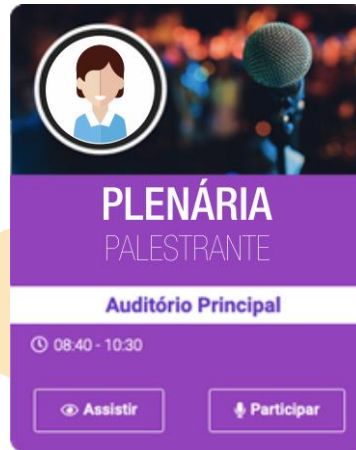 PLENÁRIA
PALESTRANTE
Auditório Principal
08:40 - 10:30
Assistir
Participar